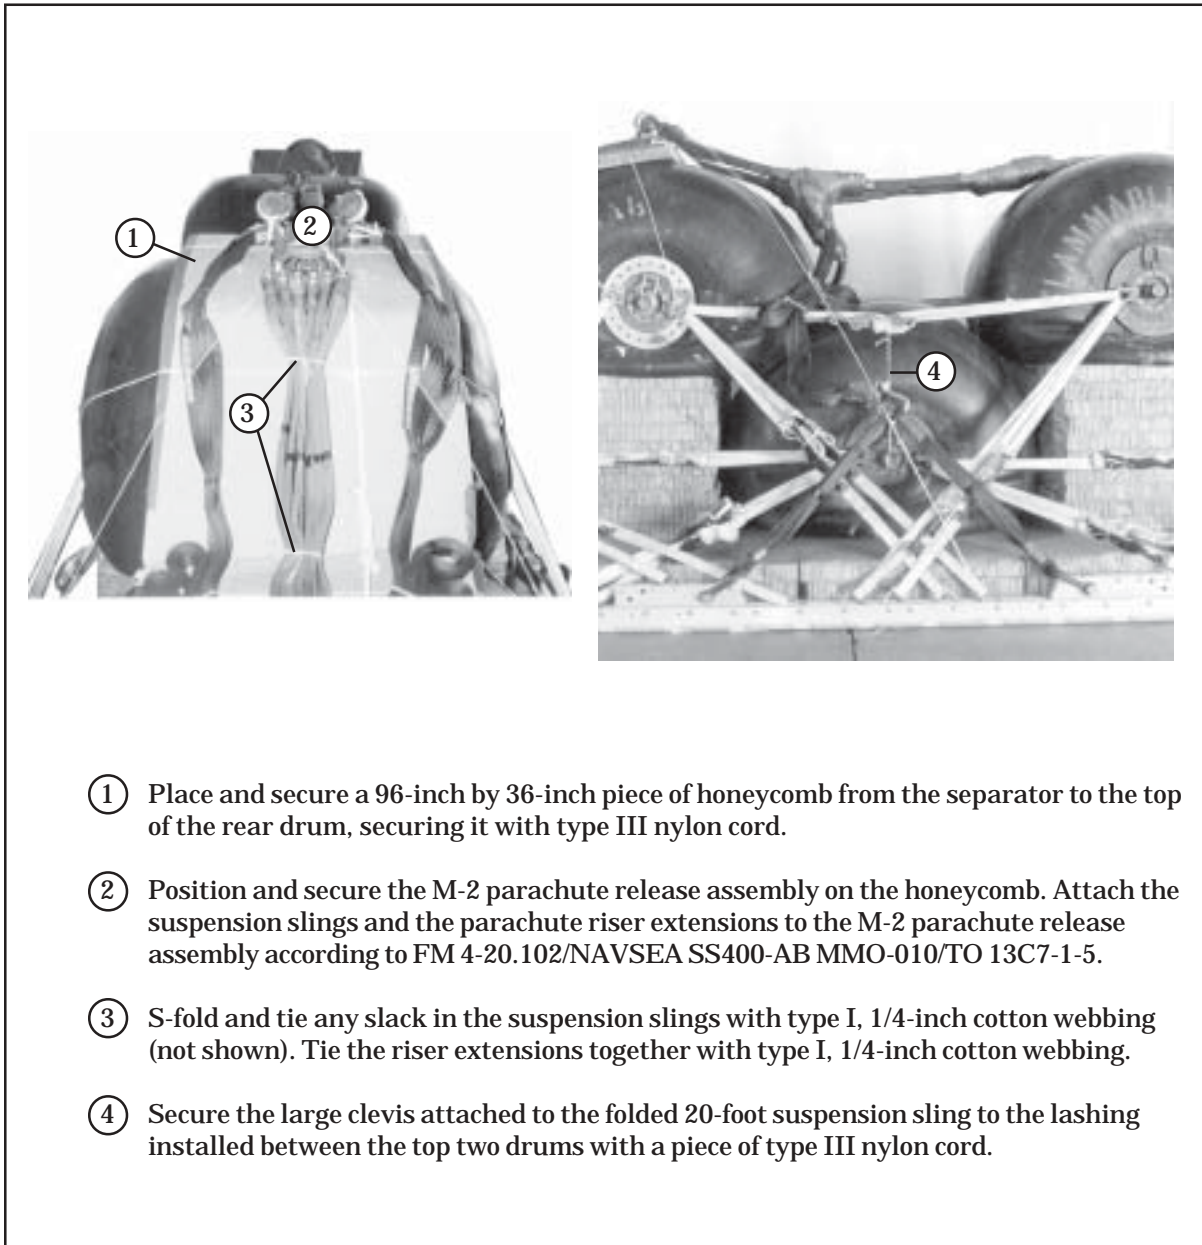 1
2
3
4
LAMMABL
1 Place and secure a 96-inch by 36-inch piece of honeycomb from the separator to the top
of the rear drum, securing it with type III nylon cord.
2 Position and secure the M-2 parachute release assembly on the honeycomb. Attach the
suspension slings and the parachute riser extensions to the M-2 parachute release
assembly according to FM 4-20.102/NAVSEA SS400-AB MMO-010/TO 13C7-1-5.
3 S-fold and tie any slack in the suspension slings with type I, 1/4-inch cotton webbing
(not shown). Tie the riser extensions together with type I, 1/4-inch cotton webbing.
4 Secure the large clevis attached to the folded 20-foot suspension sling to the lashing
installed between the top two drums with a piece of type III nylon cord.